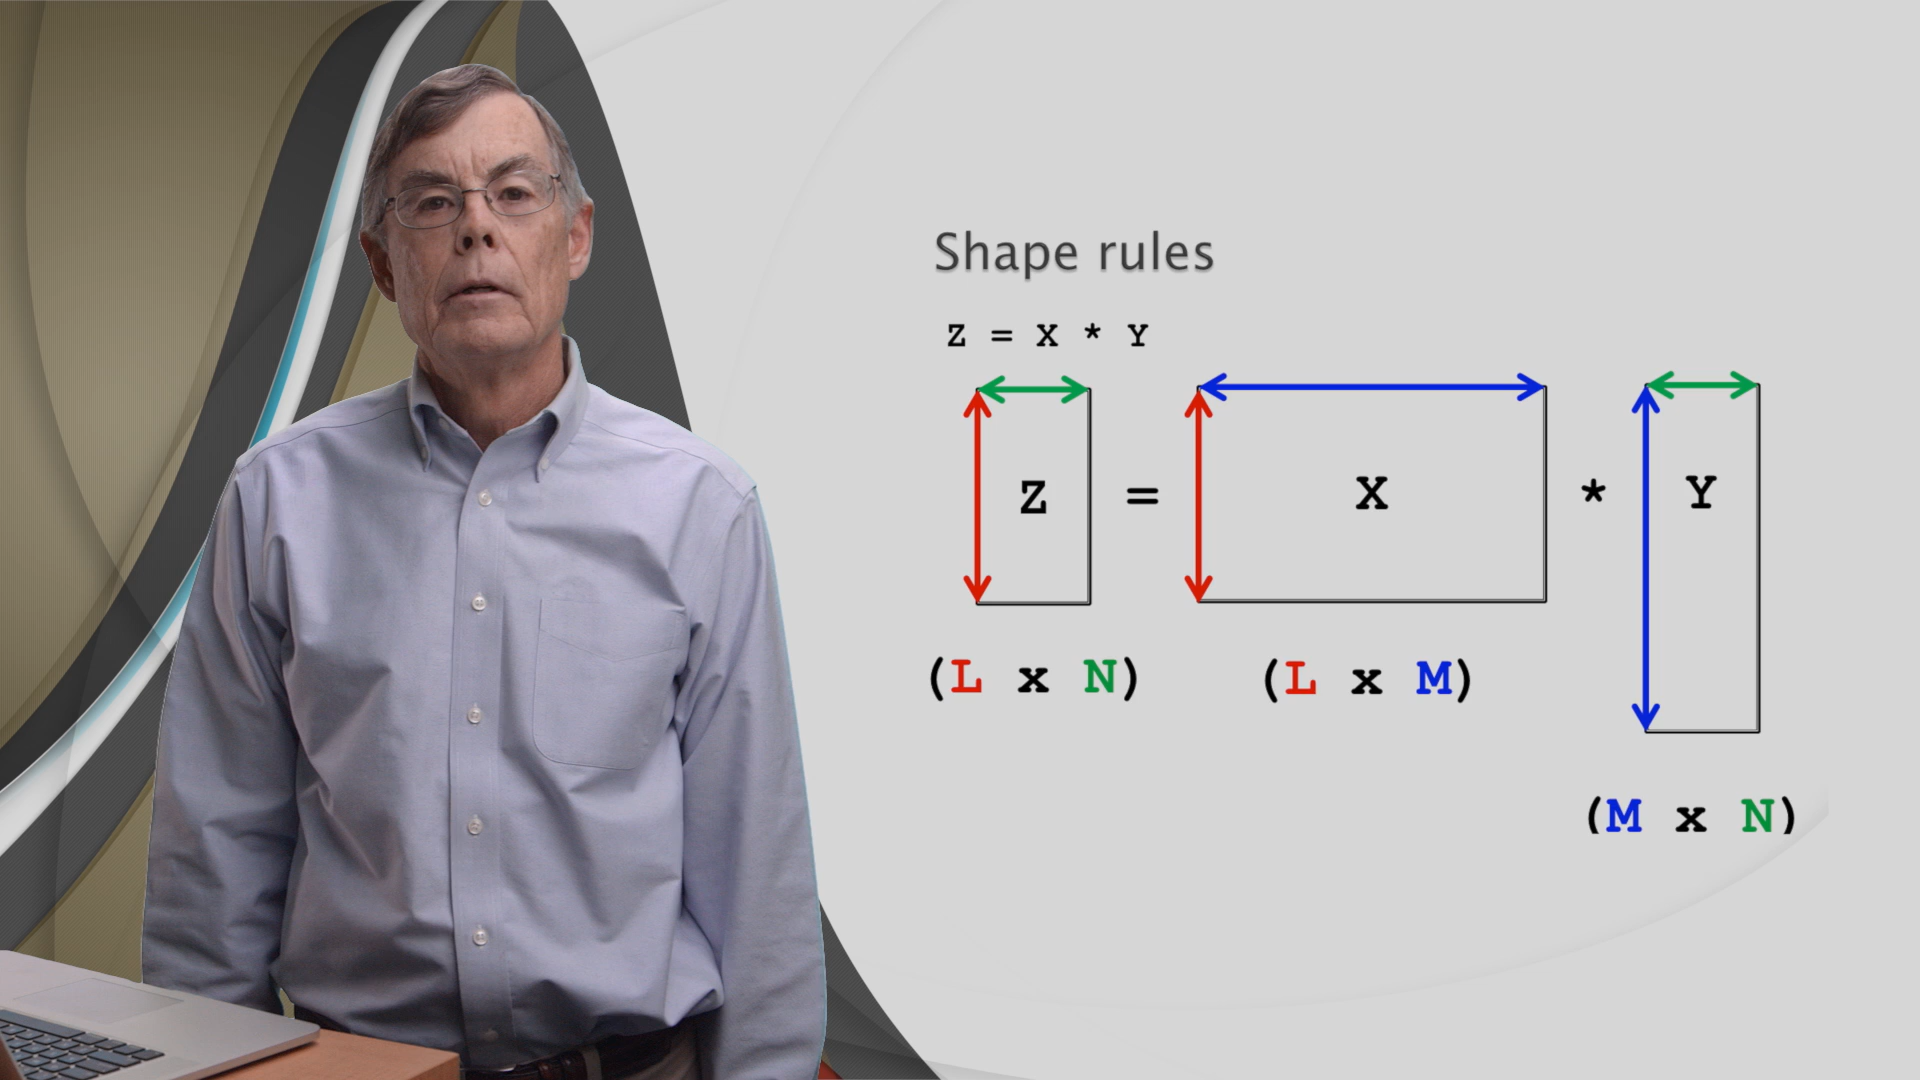 Shape rules
Z = X * Y
Z = X * Y
(L x N) (L x M)
(M x N)